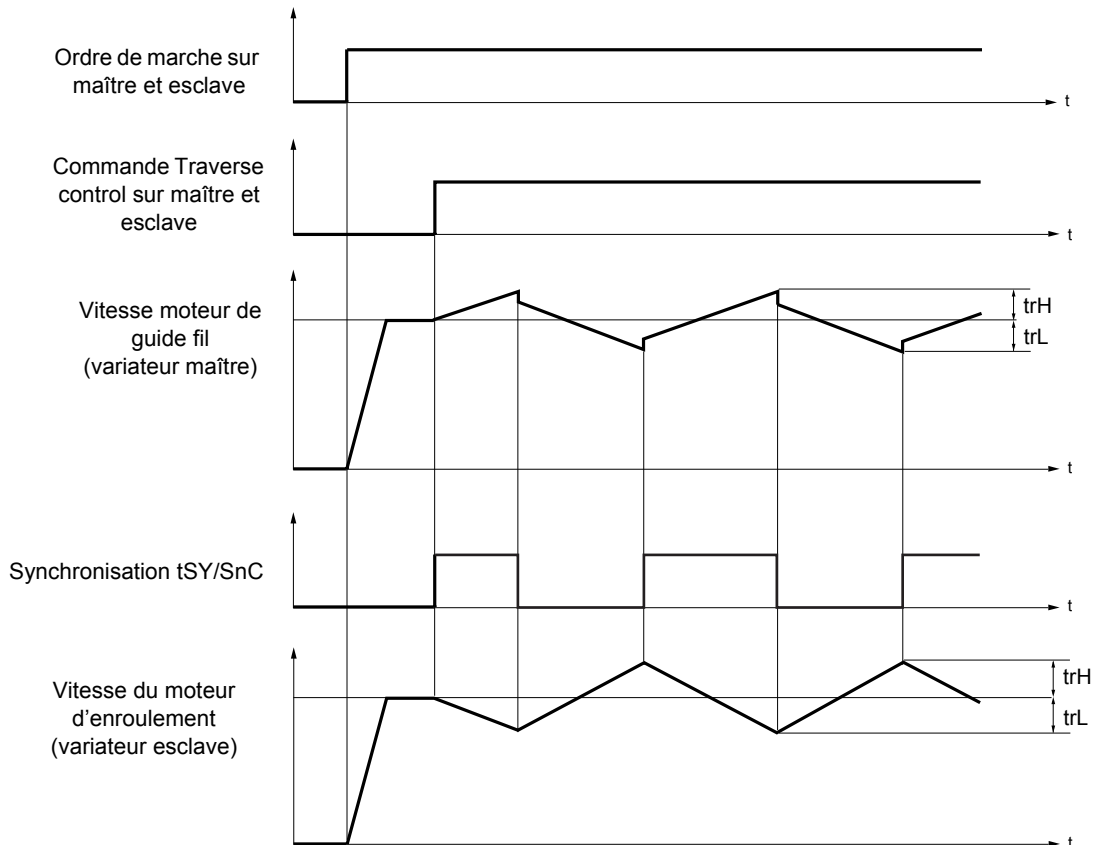 Ordre de marche sur
maître et esclave
t
Commande Traverse
control sur maître et
esclave
t
Vitesse moteur de
guide fil
(variateur maître)
trH
trL
t
Synchronisation tSY/SnC
t
Vitesse du moteur
d'enroulement
(variateur esclave)
trH
trL
t